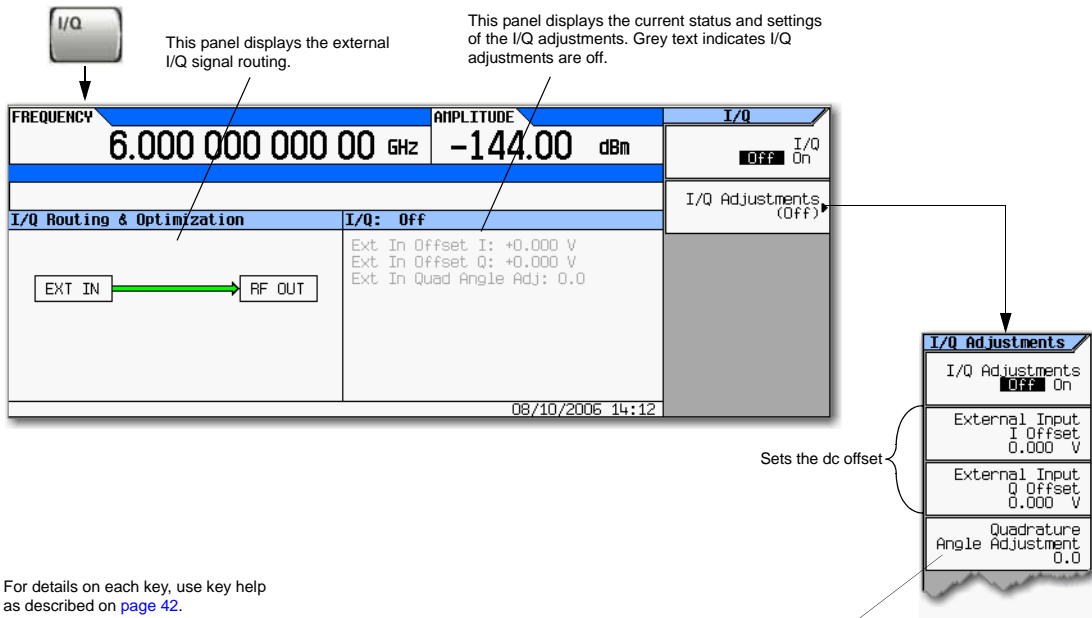 I/Q
This panel displays the external
I/Q signal routing.
This panel displays the current status and settings
of the I/Q adjustments. Grey text indicates I/Q
adjustments are off.
FREQUENCY
6.000 000 000 00 GHz
AMPLITUDE
-144.00 dBm
I/Q
I/Q
Off On
I/Q Adjustments
(Off)
I/Q Routing & Optimization
I/Q: Off
Ext In Offset I: +0.000 V
Ext In Offset Q: +0.000 V
Ext In Quad Angle Adj: 0.0
EXT IN
RF OUT
08/10/2006 14:12
I/Q Adjustments
I/Q Adjustments
Off On
Sets the dc offset
External Input
I Offset
0.000 V
External Input
Q Offset
0.000 V
Quadrature
Angle Adjustment
0.0
For details on each key, use key help
as described on page 42.